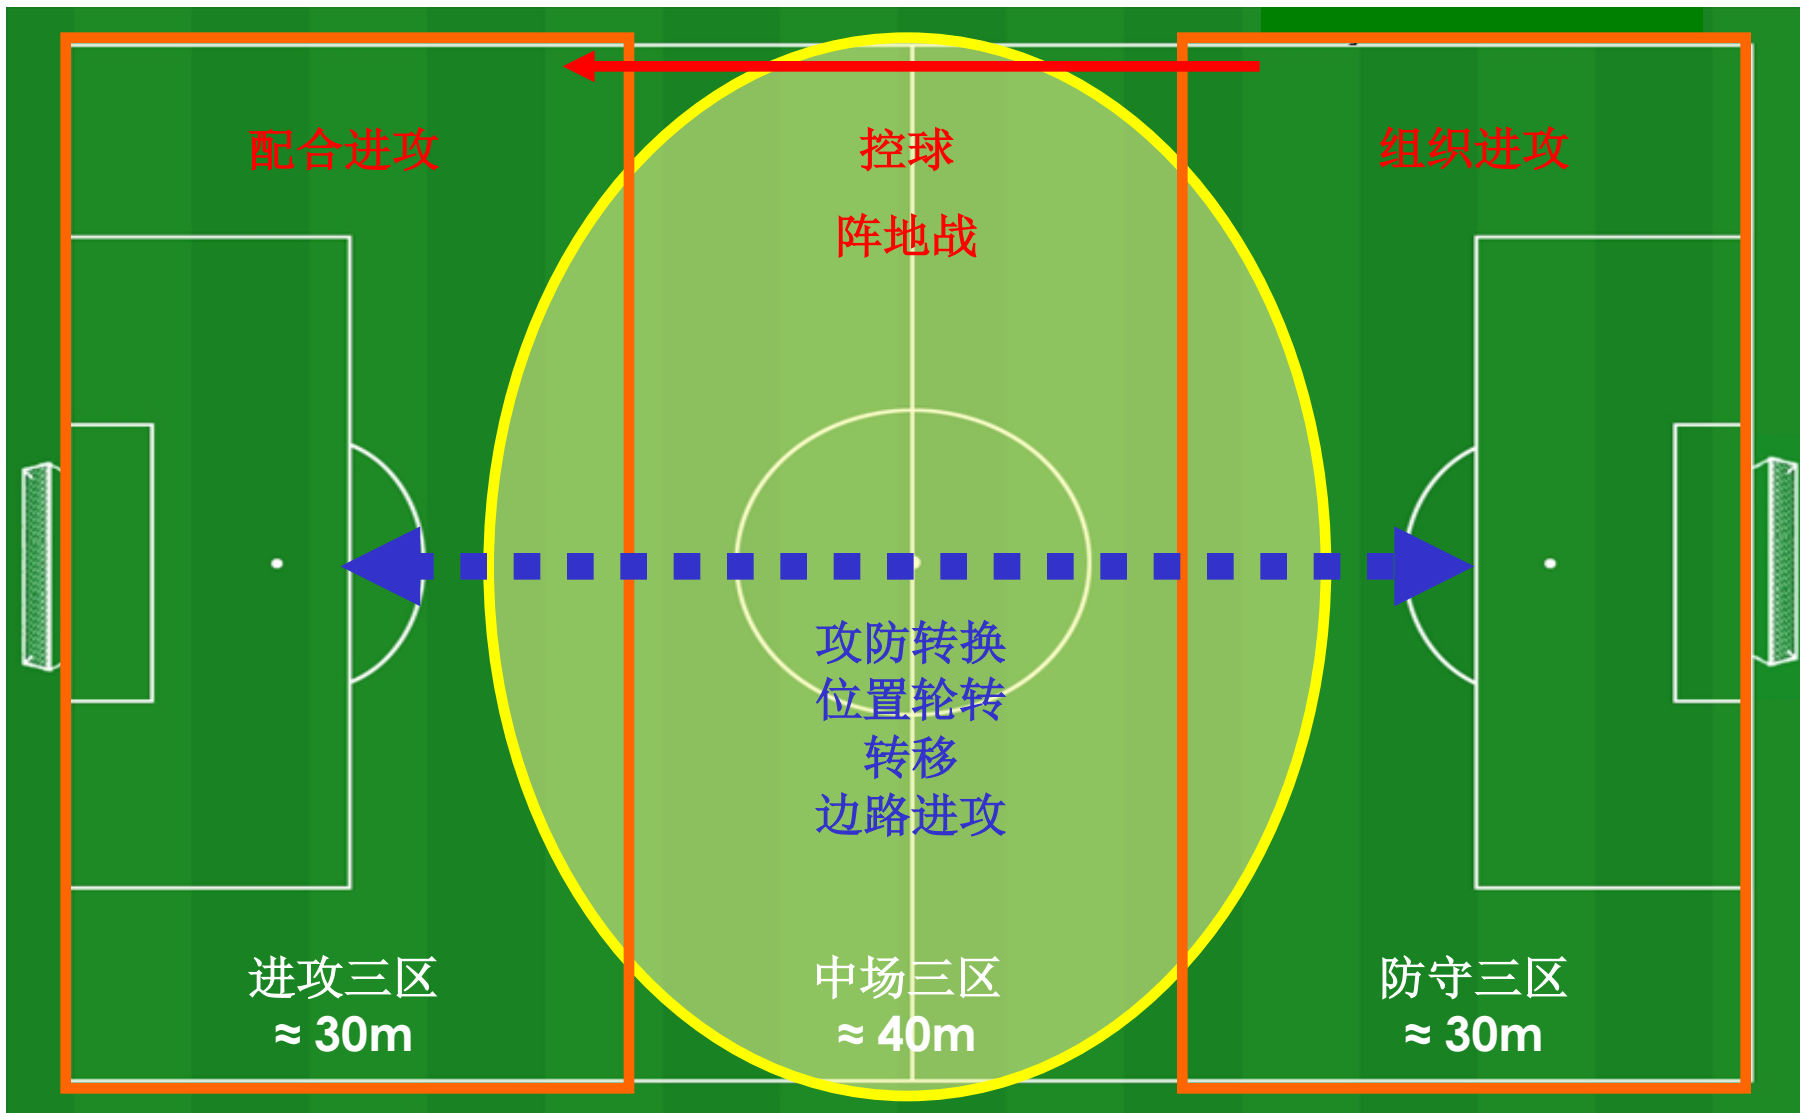 配合进攻
控球
组织进攻
阵地战
攻防转换
位置轮转
转移
边路进攻
进攻三区
≈ 30m
中场三区
≈ 40m
防守三区
≈ 30m